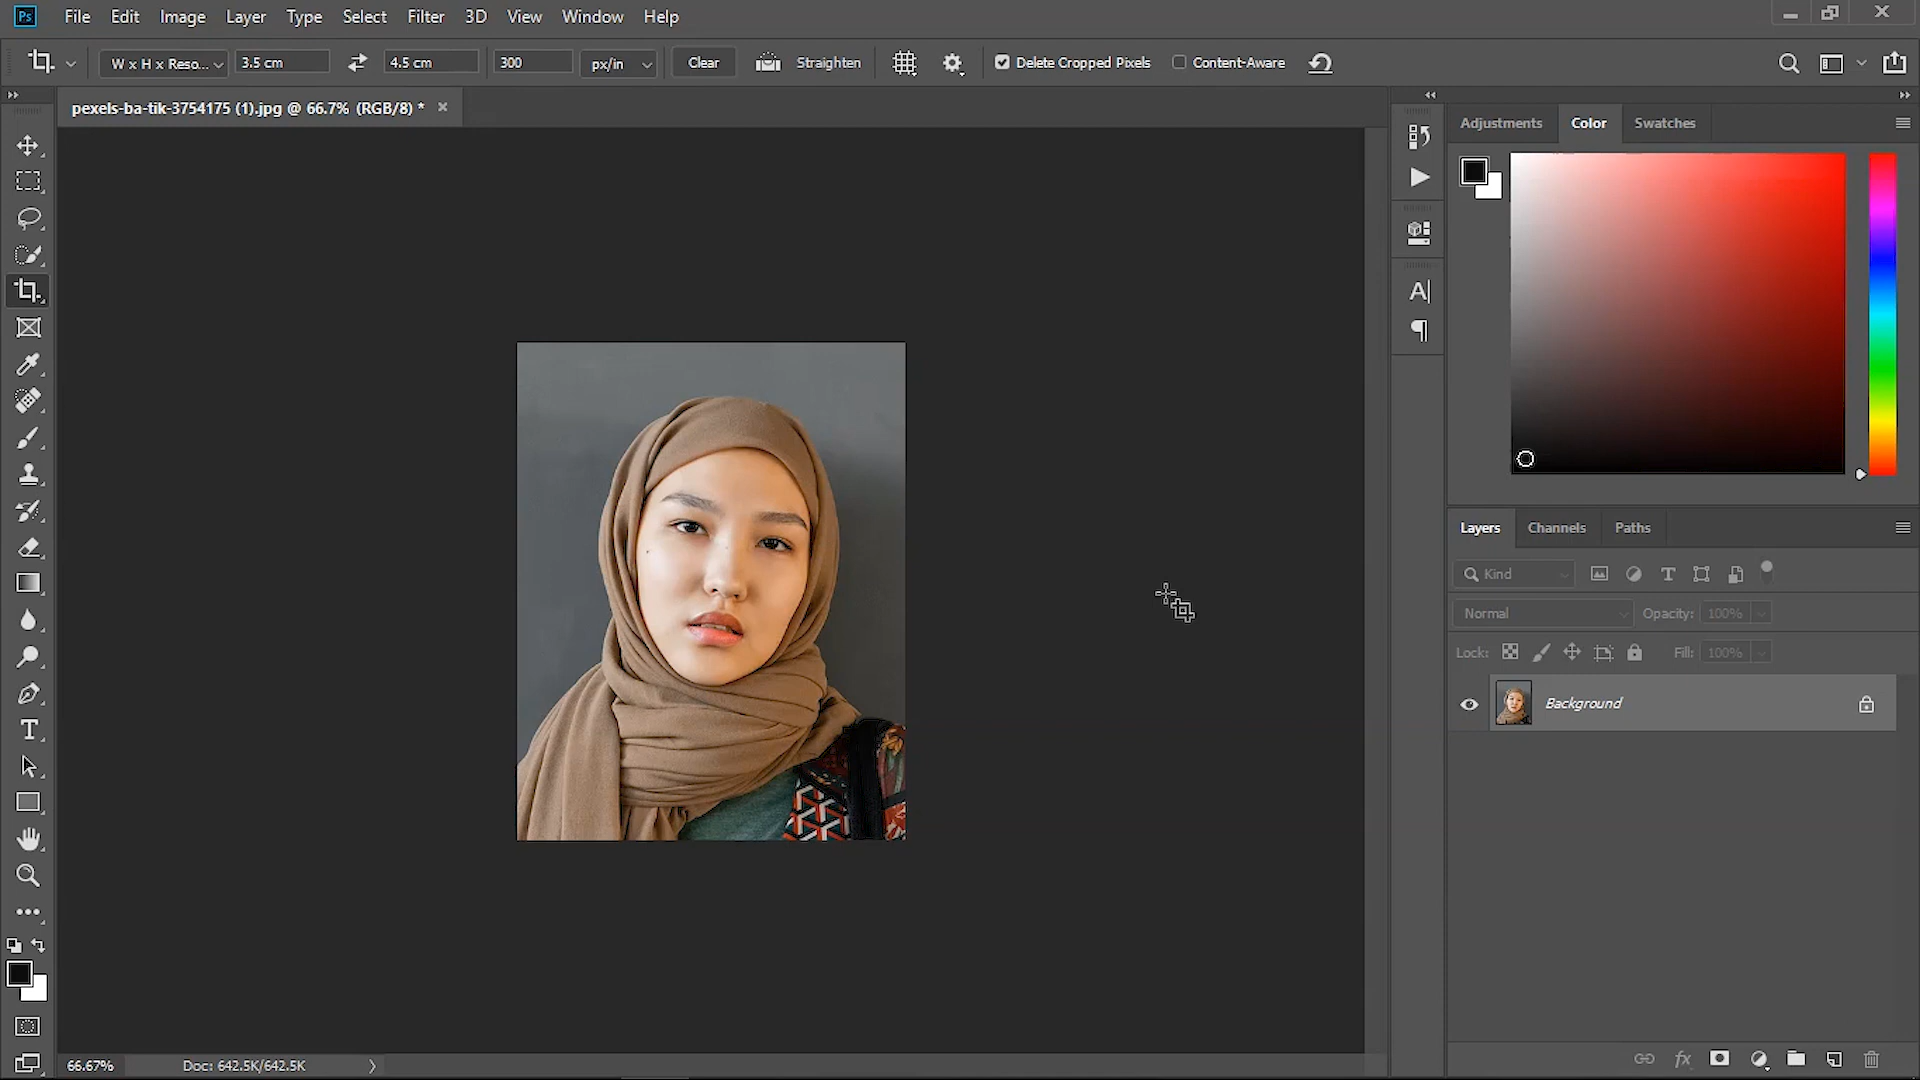 Ps File Edit Image Layer Type Select Filter 3D View Window Help
W x H x Reso... 3.5 cm 4.5 cm 300 px/in Clear Straighten Delete Cropped Pixels Content-Aware
pexels-ba-tik-3754175 (1).jpg @ 66.7% (RGB/8) *
Adjustments Color Swatches
Layers Channels Paths
Kind
Normal Opacity: 100%
Lock: Fill: 100%
Background
66.67% Doc: 642.5K/642.5K